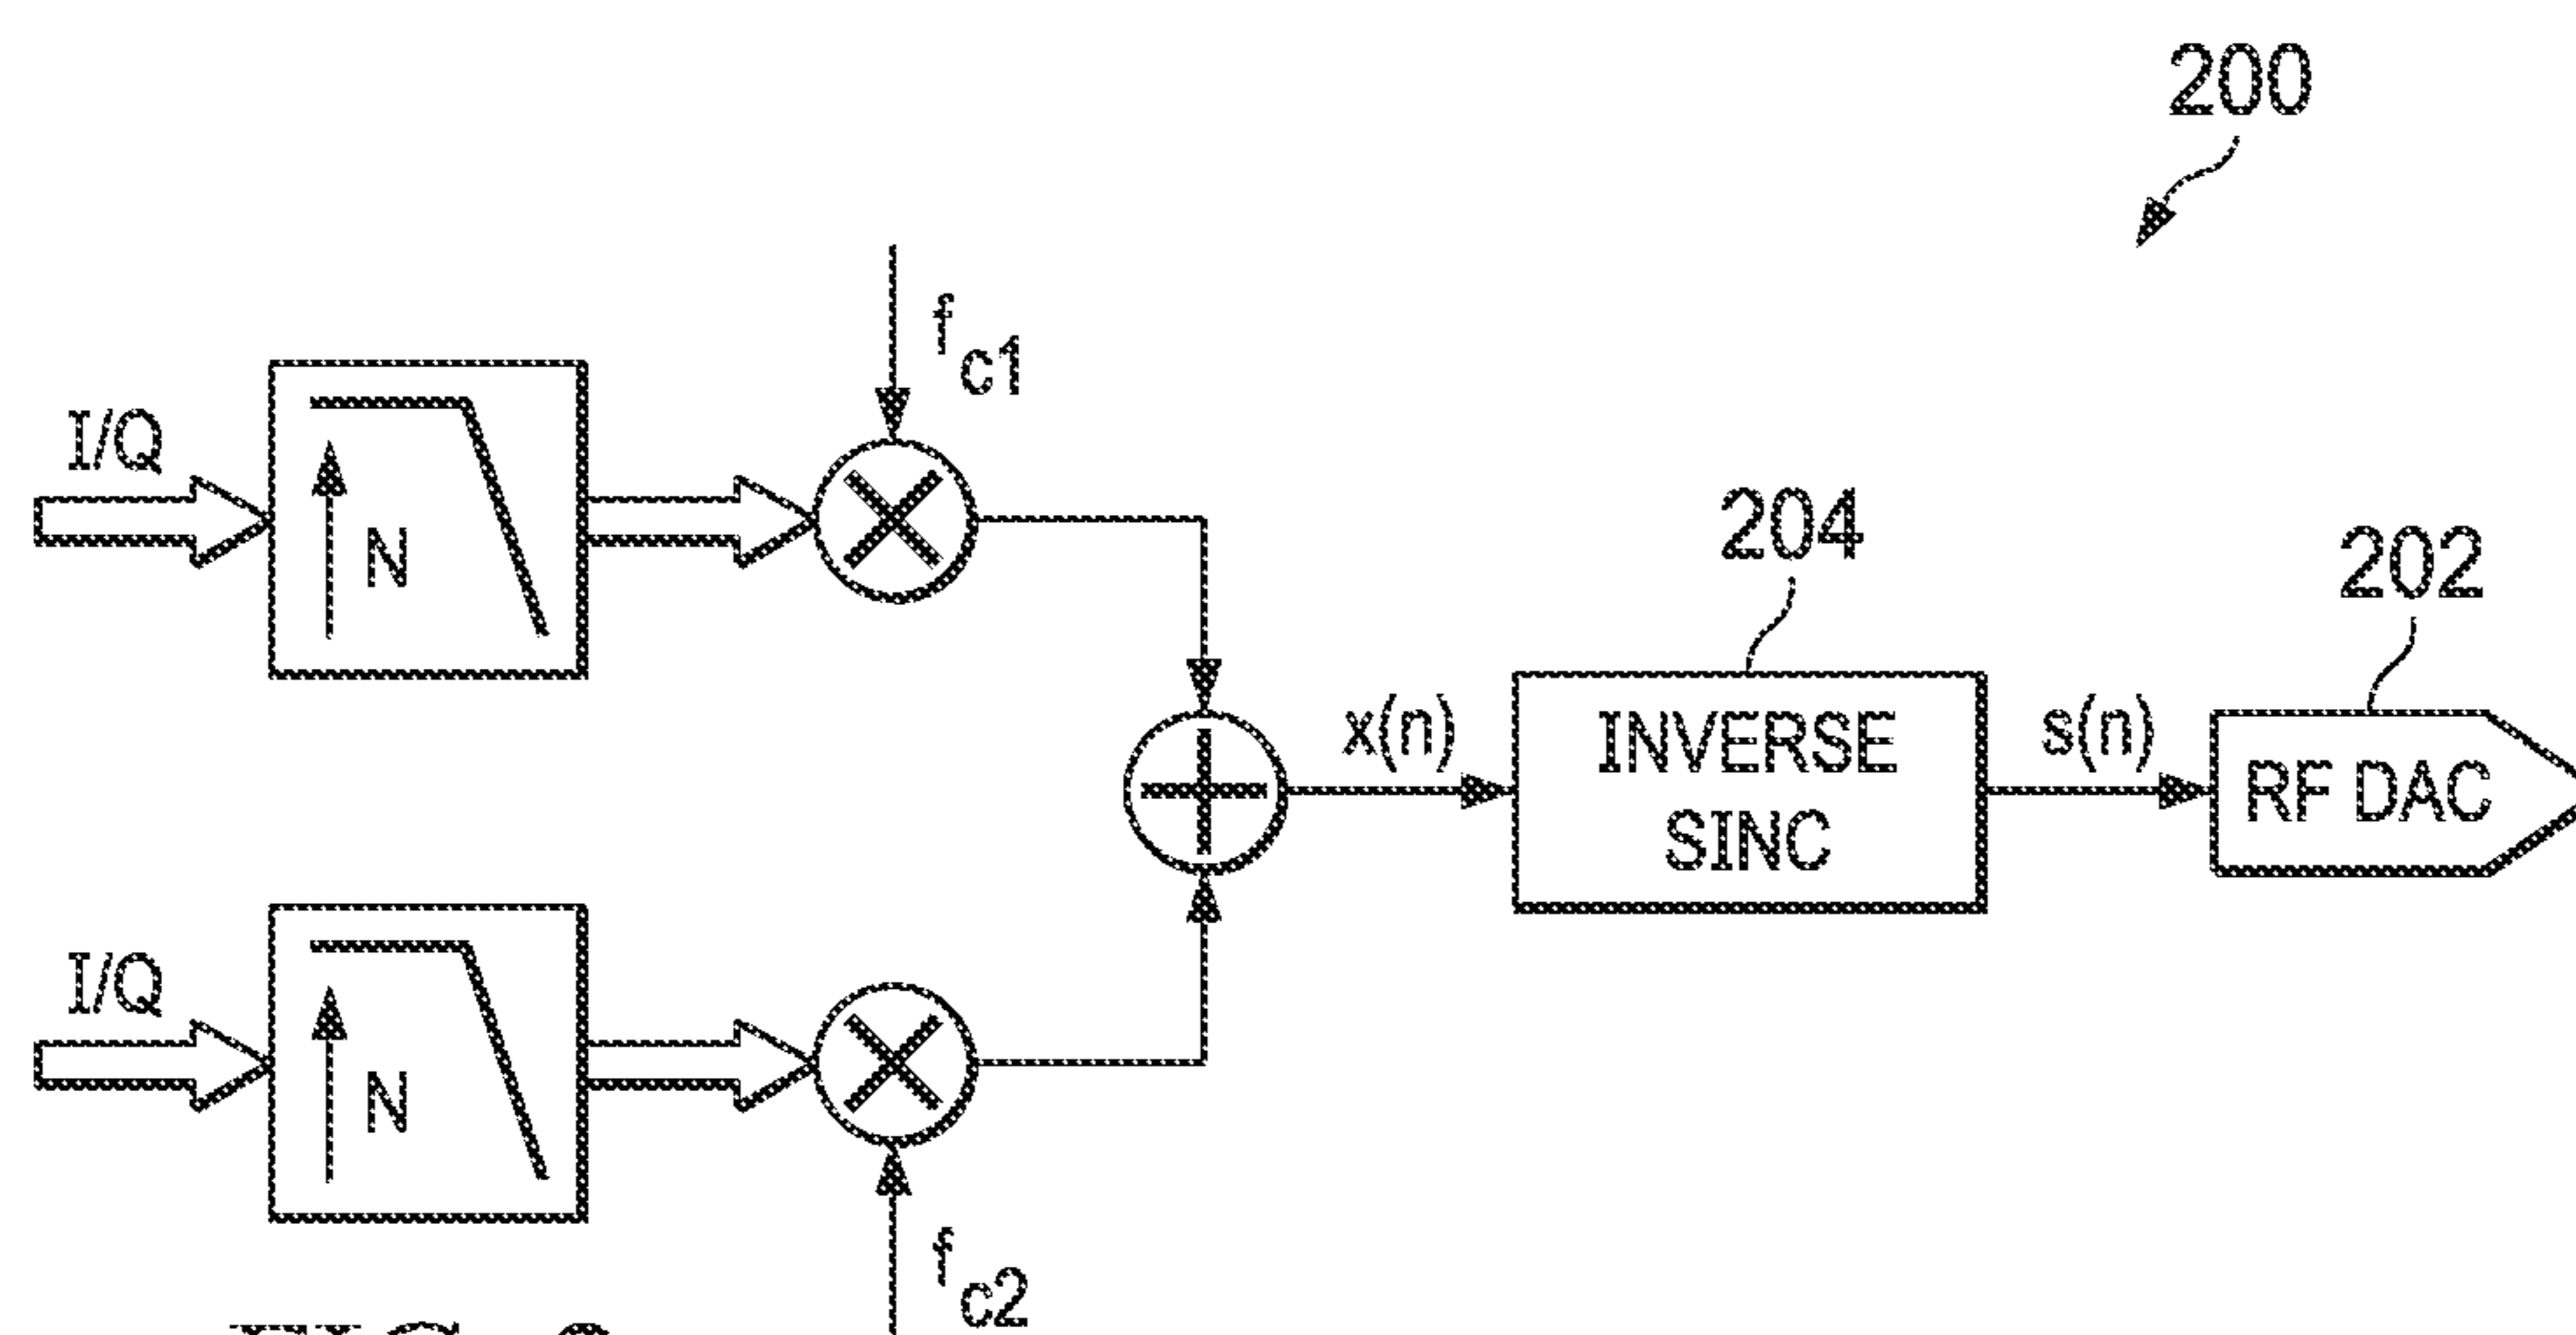 200
f c1
I/Q
N
204
202
x(n)
INVERSE
SINC
s(n)
RF DAC
I/Q
N
f c2